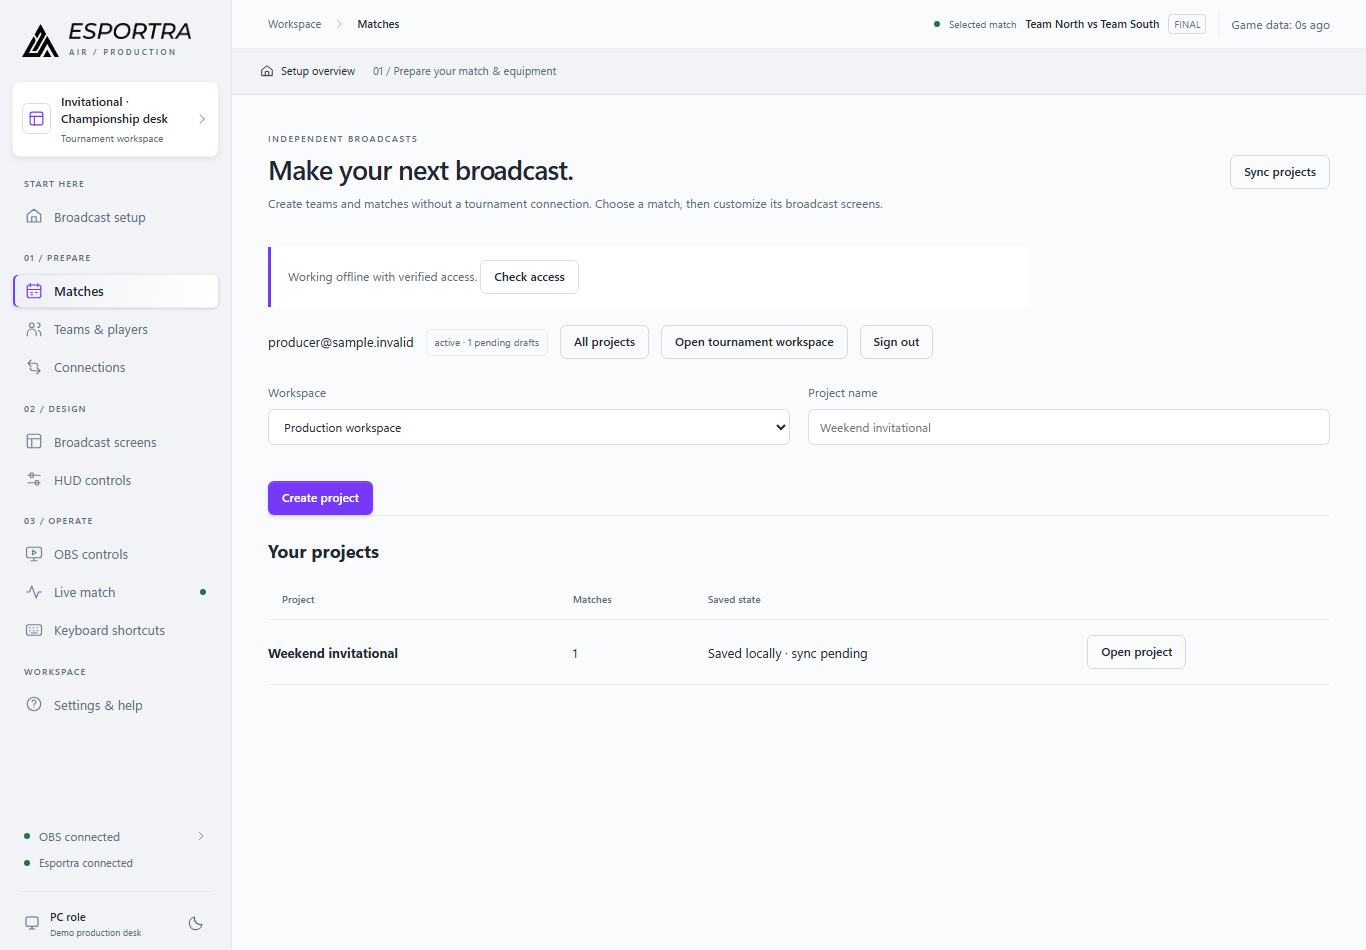 ESPORTRA
AIR / PRODUCTION
Invitational ·
Championship desk
Tournament workspace
START HERE
Broadcast setup
01 / PREPARE
Matches
Teams & players
Connections
02 / DESIGN
Broadcast screens
HUD controls
03 / OPERATE
OBS controls
Live match
Keyboard shortcuts
WORKSPACE
Settings & help
OBS connected
Esportra connected
PC role
Demo production desk
Workspace Matches
Selected match Team North vs Team South FINAL Game data: 0s ago
Setup overview 01 / Prepare your match & equipment
INDEPENDENT BROADCASTS
Make your next broadcast.
Sync projects
Create teams and matches without a tournament connection. Choose a match, then customize its broadcast screens.
Working offline with verified access. Check access
producer@sample.invalid active · 1 pending drafts All projects Open tournament workspace Sign out
Workspace Project name
Production workspace Weekend invitational
Create project
Your projects
Project Matches Saved state
Weekend invitational 1 Saved locally · sync pending Open project